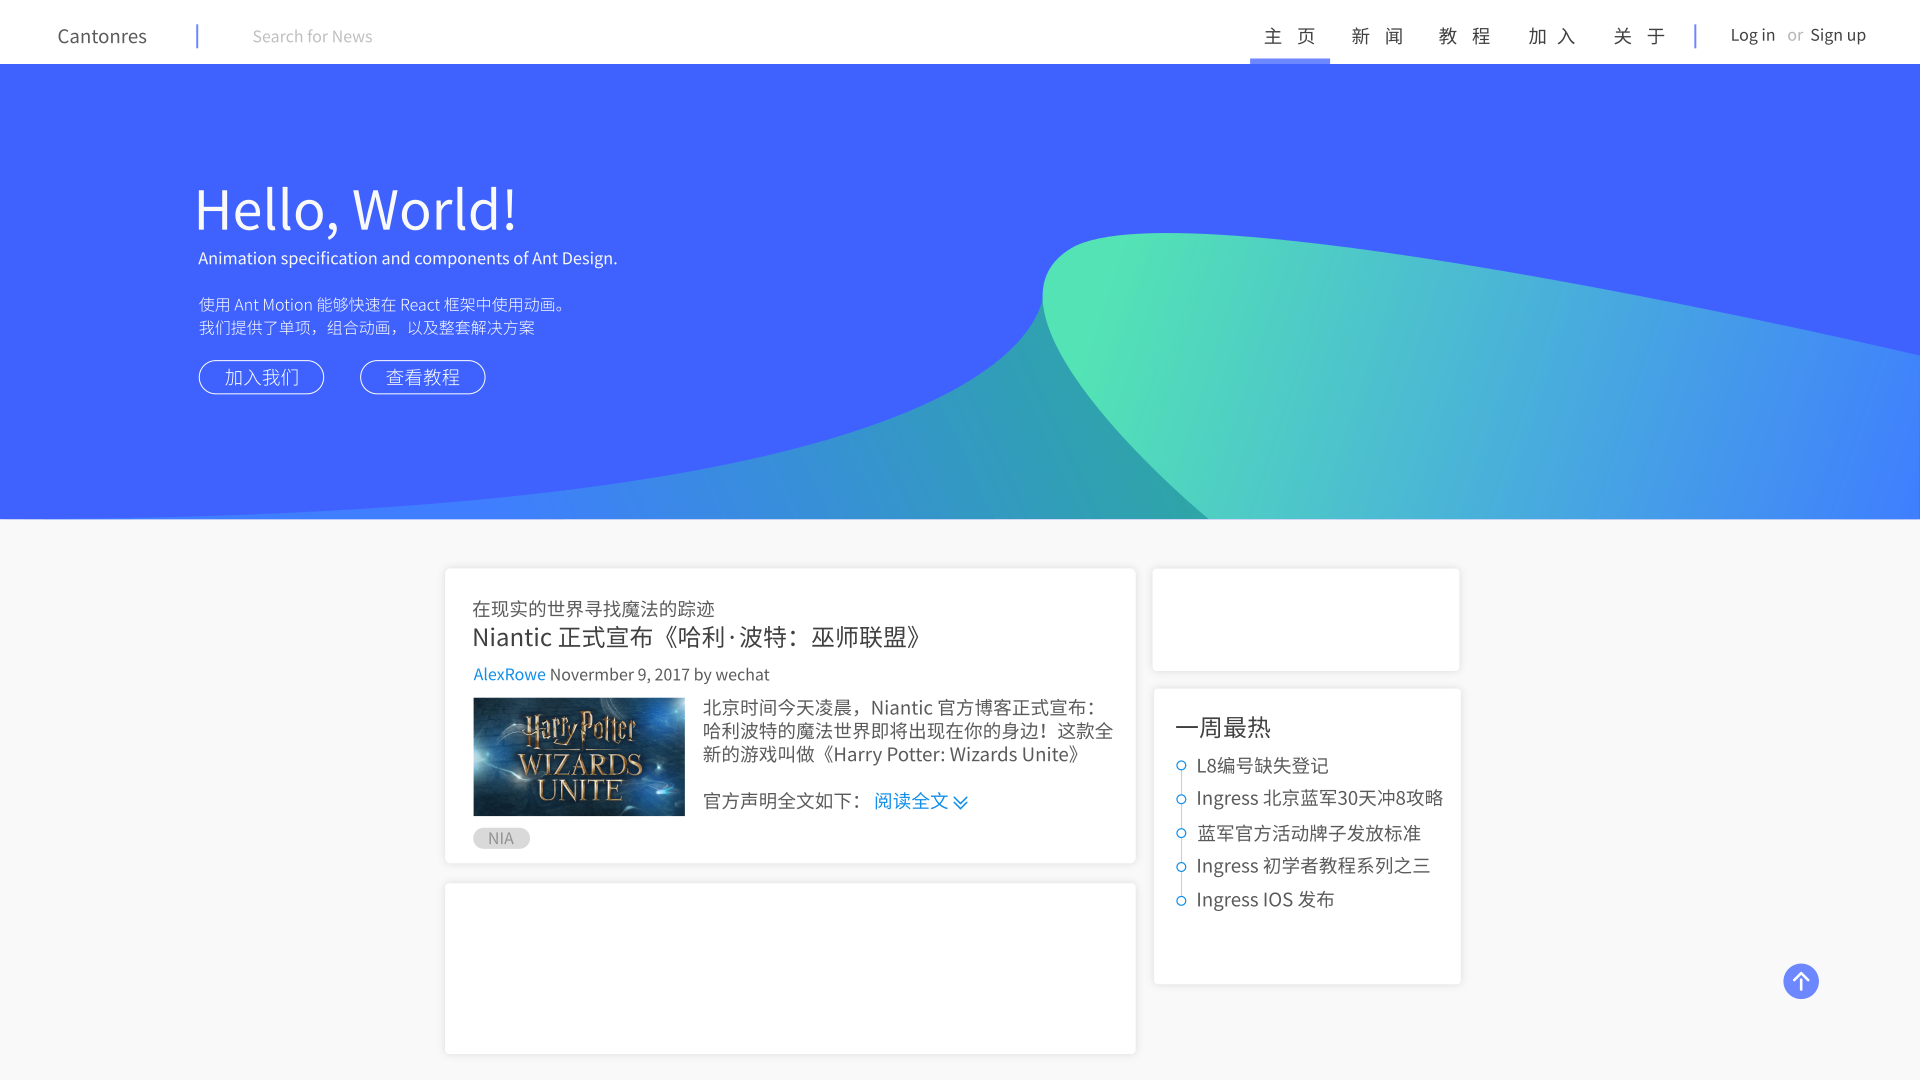 Cantonres
Search for News
主 页
新 闻
教 程
加 入
关 于
Log in or Sign up
Hello, World!
Animation specification and components of Ant Design.
使用 Ant Motion 能够快速在 React 框架中使用动画。
我们提供了单项，组合动画，以及整套解决方案
加入我们
查看教程
在现实的世界寻找魔法的踪迹
Niantic 正式宣布《哈利·波特：巫师联盟》
AlexRowe Novermber 9, 2017 by wechat
Harry Potter
WIZARDS
UNITE
北京时间今天凌晨，Niantic 官方博客正式宣布：
哈利波特的魔法世界即将出现在你的身边！这款全
新的游戏叫做《Harry Potter: Wizards Unite》
官方声明全文如下： 阅读全文
NIA
一周最热
L8编号缺失登记
Ingress 北京蓝军30天冲8攻略
蓝军官方活动牌子发放标准
Ingress 初学者教程系列之三
Ingress IOS 发布